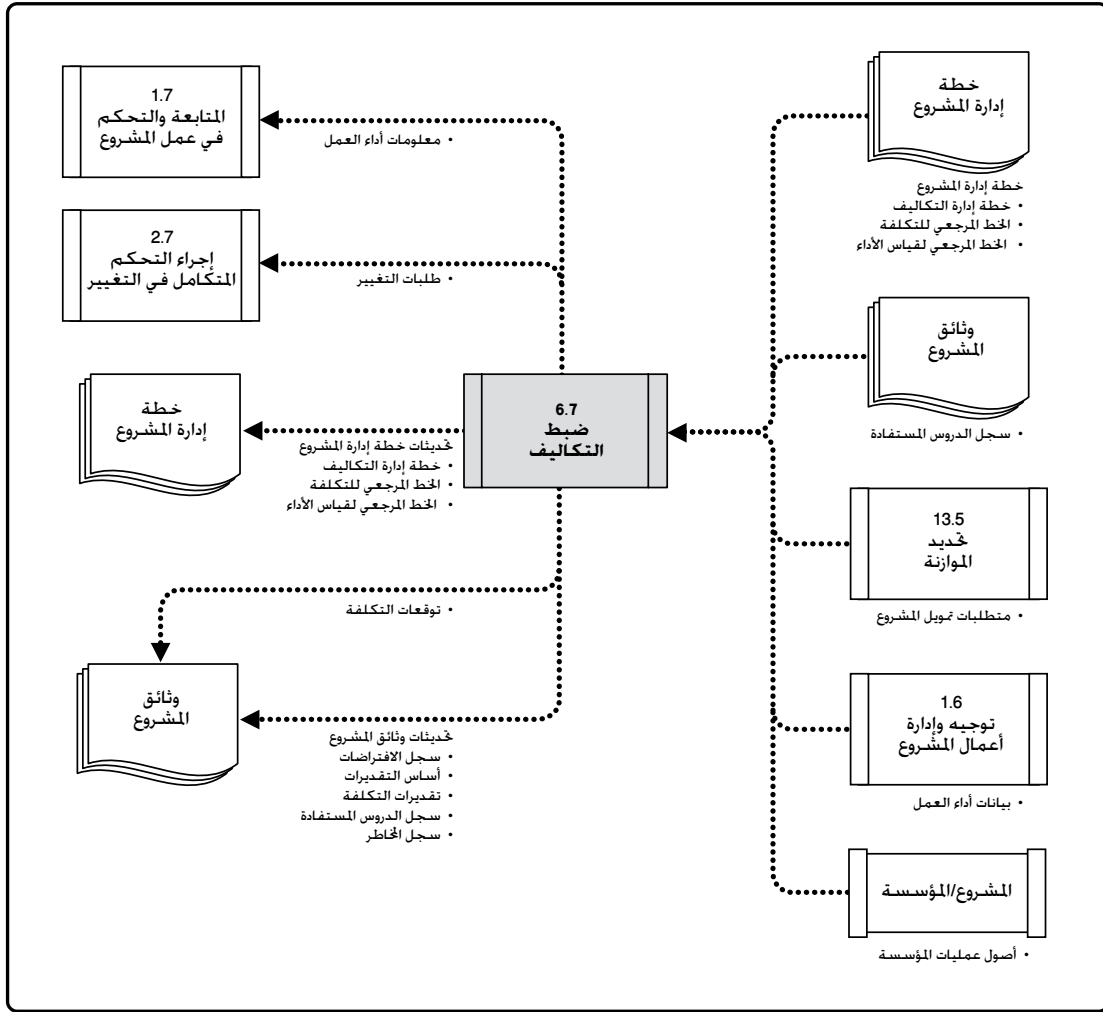 خطة
إدارة المشروع
خطة إدارة المشروع
• خطة إدارة التكاليف
• الخط المرجعي للتكلفة
• الخط المرجعي لقياس الأداء
وثائق
المشروع
• سجل الدروس المستفادة
13.5
تحديد
الموازنة
• متطلبات تمويل المشروع
1.6
توجيه وإدارة
أعمال المشروع
• بيانات أداء العمل
المشروع/المؤسسة
• أصول عمليات المؤسسة
6.7
ضبط
التكاليف
1.7
المتابعة والتحكم
في عمل المشروع
• معلومات أداء العمل
2.7
إجراء التحكم
المتكامل في التغيير
• طلبات التغيير
خطة
إدارة المشروع
تحديثات خطة إدارة المشروع
• خطة إدارة التكاليف
• الخط المرجعي للتكلفة
• الخط المرجعي لقياس الأداء
• توقعات التكلفة
وثائق
المشروع
تحديثات وثائق المشروع
• سجل الافتراضات
• أساس التقديرات
• تقديرات التكلفة
• سجل الدروس المستفادة
• سجل المخاطر